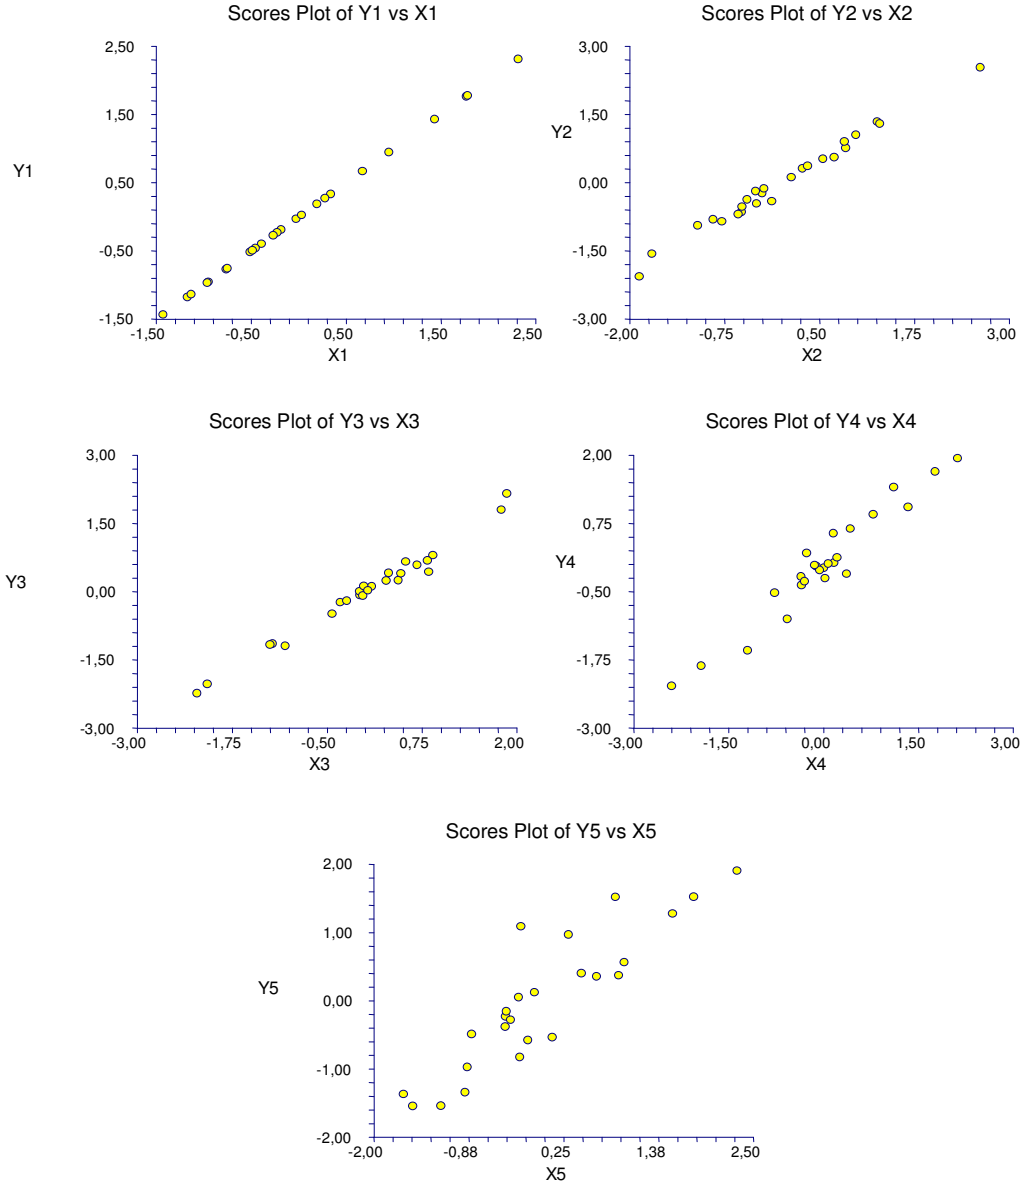 Scores Plot of Y1 vs X1
2,50
1,50
Y1
0,50
-0,50
-1,50
-1,50 -0,50 0,50 1,50 2,50
X1
Scores Plot of Y2 vs X2
3,00
1,50
Y2
0,00
-1,50
-3,00
-2,00 -0,75 0,50 1,75 3,00
X2
Scores Plot of Y3 vs X3
3,00
1,50
Y3
0,00
-1,50
-3,00
-3,00 -1,75 -0,50 0,75 2,00
X3
Scores Plot of Y4 vs X4
2,00
0,75
Y4
-0,50
-1,75
-3,00
-3,00 -1,50 0,00 1,50 3,00
X4
Scores Plot of Y5 vs X5
2,00
1,00
Y5
0,00
-1,00
-2,00
-2,00 -0,88 0,25 1,38 2,50
X5